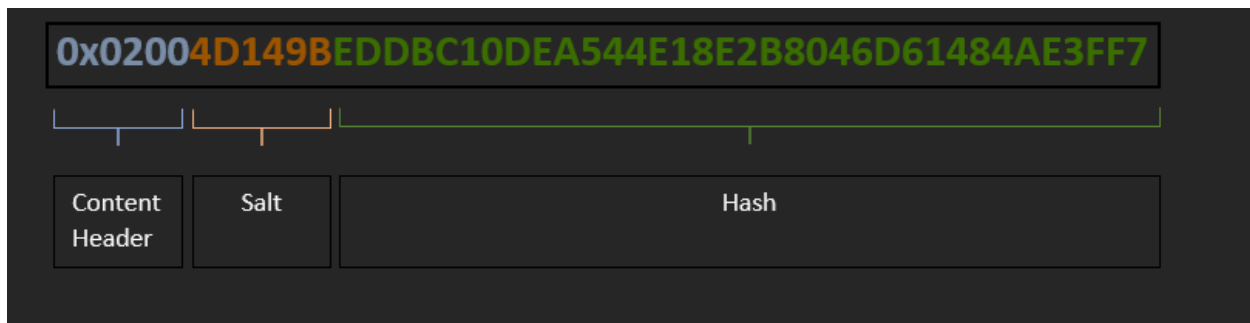 0x02004D149BEDDBC10DEA544E18E2B8046D61484AE3FF7
Content
Header
Salt
Hash